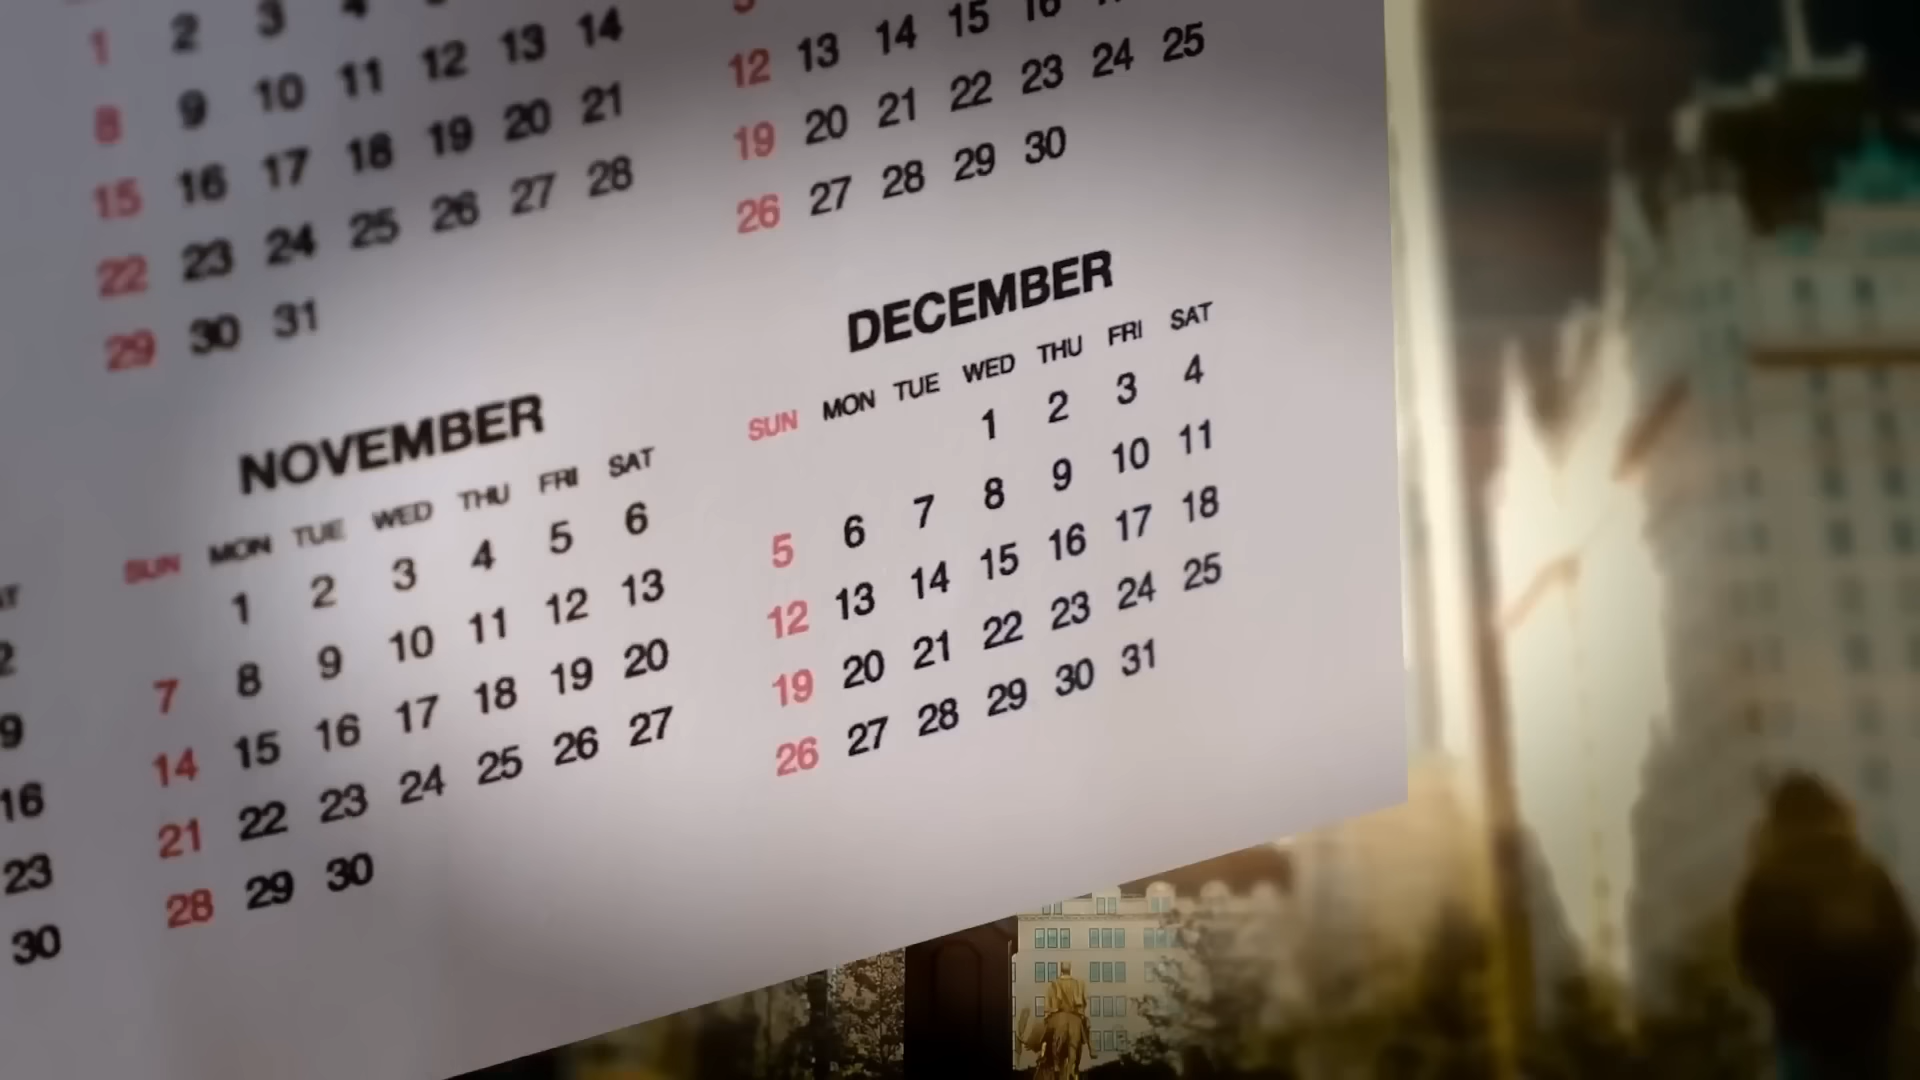 1 2 3 4
8 9 10 11 12 13 14
15 16 17 18 19 20 21
22 23 24 25 26 27 28
29 30 31
12 13 14 15 16
19 20 21 22 23 24 25
26 27 28 29 30
NOVEMBER
SUN MON TUE WED THU FRI SAT
1 2 3 4 5 6
7 8 9 10 11 12 13
14 15 16 17 18 19 20
21 22 23 24 25 26 27
28 29 30
DECEMBER
SUN MON TUE WED THU FRI SAT
1 2 3 4
5 6 7 8 9 10 11
12 13 14 15 16 17 18
19 20 21 22 23 24 25
26 27 28 29 30 31
9
16
23
30